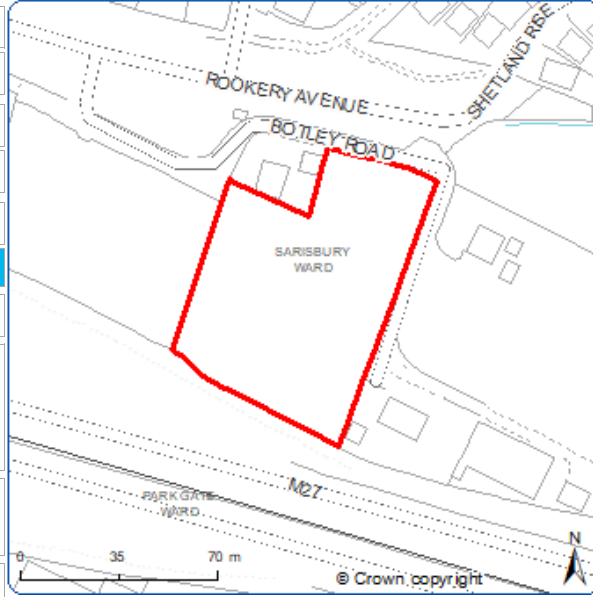 SHETLAND RISE
ROOKERY AVENUE
BOTLEY ROAD
SARISBURY
WARD
M27
PARK GATE
WARD
0 35 70 m
N
© Crown copyright